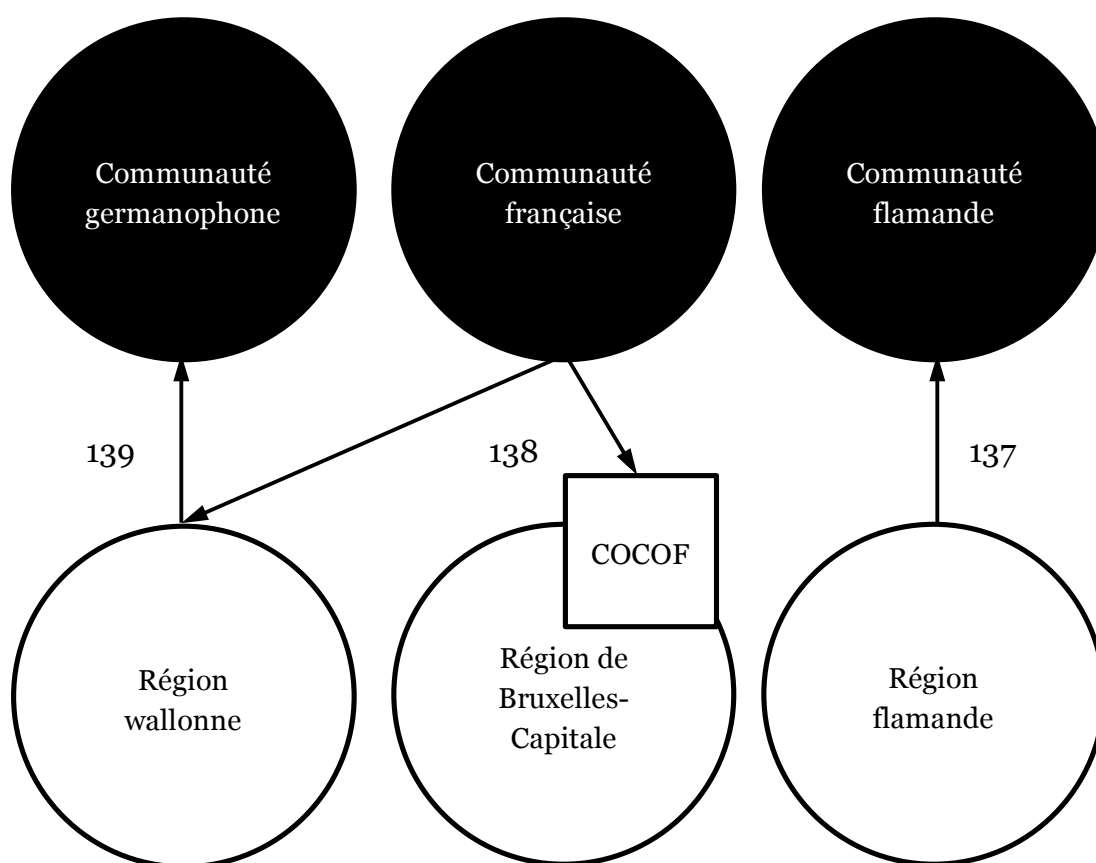 Communauté
germanophone
Communauté
française
Communauté
flamande
139
138
137
COCOF
Région
wallonne
Région de
Bruxelles-
Capitale
Région
flamande